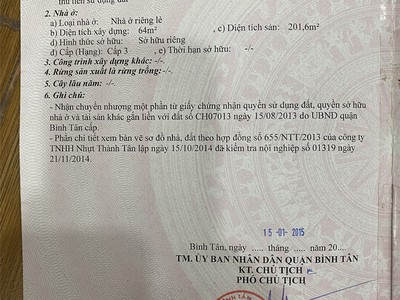 2. Nhà ở:
a) Loại nhà ở: Nhà ở riêng lẻ
b) Diện tích xây dựng: 64m² , c) Diện tích sàn: 201,6m²
d) Hình thức sở hữu: Sở hữu riêng
đ) Cấp (Hạng): Cấp 3 , e) Thời hạn sở hữu: -/-
3. Công trình xây dựng khác: -/-
4. Rừng sản xuất là rừng trồng: -/-
5. Cây lâu năm: -/-
6. Ghi chú:
- Nhận chuyển nhượng một phần từ giấy chứng nhận quyền sử dụng đất, quyền sở hữu
nhà ở và tài sản khác gắn liền với đất số CH07013 ngày 15/08/2013 do UBND quận
Bình Tân cấp.
- Phần chi tiết xem bản vẽ sơ đồ nhà, đất theo hợp đồng số 655/NTT/2013 của công ty
TNHH Nhựt Thành Tân lập ngày 15/10/2014 đã kiểm tra nội nghiệp số 01319 ngày
21/11/2014.
15 -01- 2015
Bình Tân, ngày ..... tháng ..... năm 20...
TM. ỦY BAN NHÂN DÂN QUẬN BÌNH TÂN
KT. CHỦ TỊCH
PHÓ CHỦ TỊCH